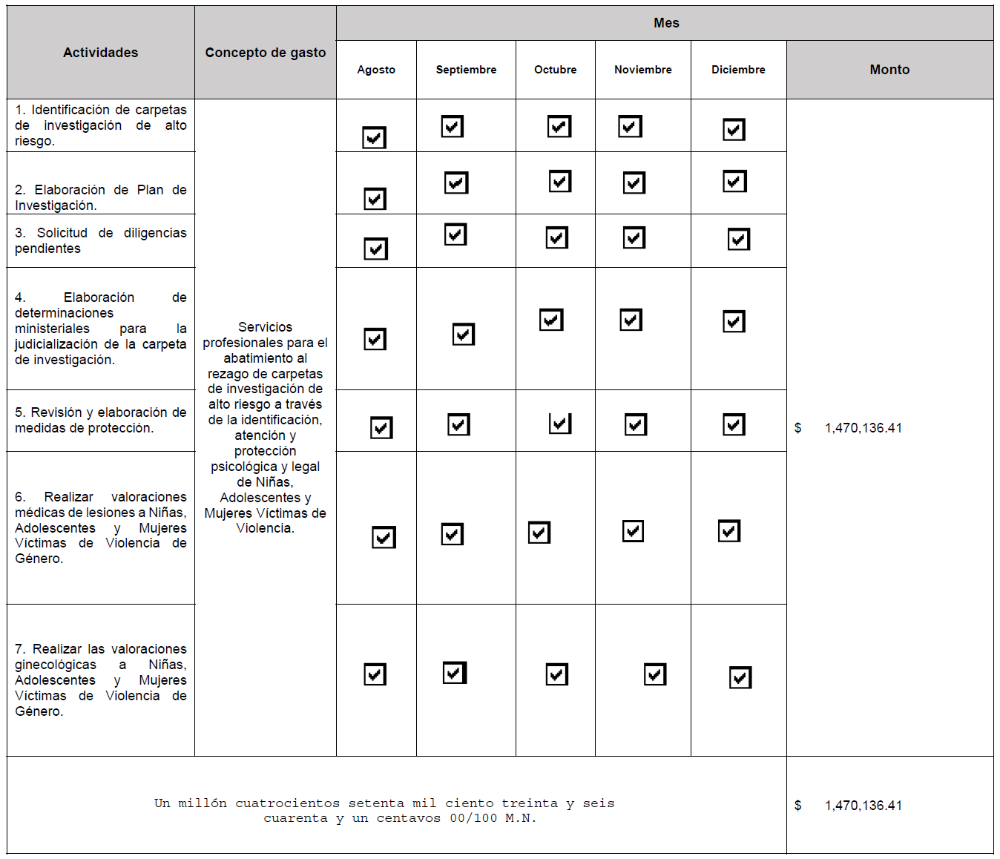 Mes
Actividades
Concepto de gasto
Agosto
Septiembre
Octubre
Noviembre
Diciembre
Monto
1. Identificación de carpetas
de investigación de alto
riesgo.
2. Elaboración de Plan de
Investigación.
3. Solicitud de diligencias
pendientes
4. Elaboración de
determinaciones
ministeriales para la
judicialización de la carpeta
de investigación.
5. Revisión y elaboración de
medidas de protección.
6. Realizar valoraciones
médicas de lesiones a Niñas,
Adolescentes y Mujeres
Víctimas de Violencia de
Género.
7. Realizar las valoraciones
ginecológicas a Niñas,
Adolescentes y Mujeres
Víctimas de Violencia de
Género.
Servicios
profesionales para el
abatimiento al
rezago de carpetas
de investigación de
alto riesgo a través
de la identificación,
atención y
protección
psicológica y legal
de Niñas,
Adolescentes y
Mujeres Víctimas de
Violencia.
$ 1,470,136.41
Un millón cuatrocientos setenta mil ciento treinta y seis
cuarenta y un centavos 00/100 M.N.
$ 1,470,136.41